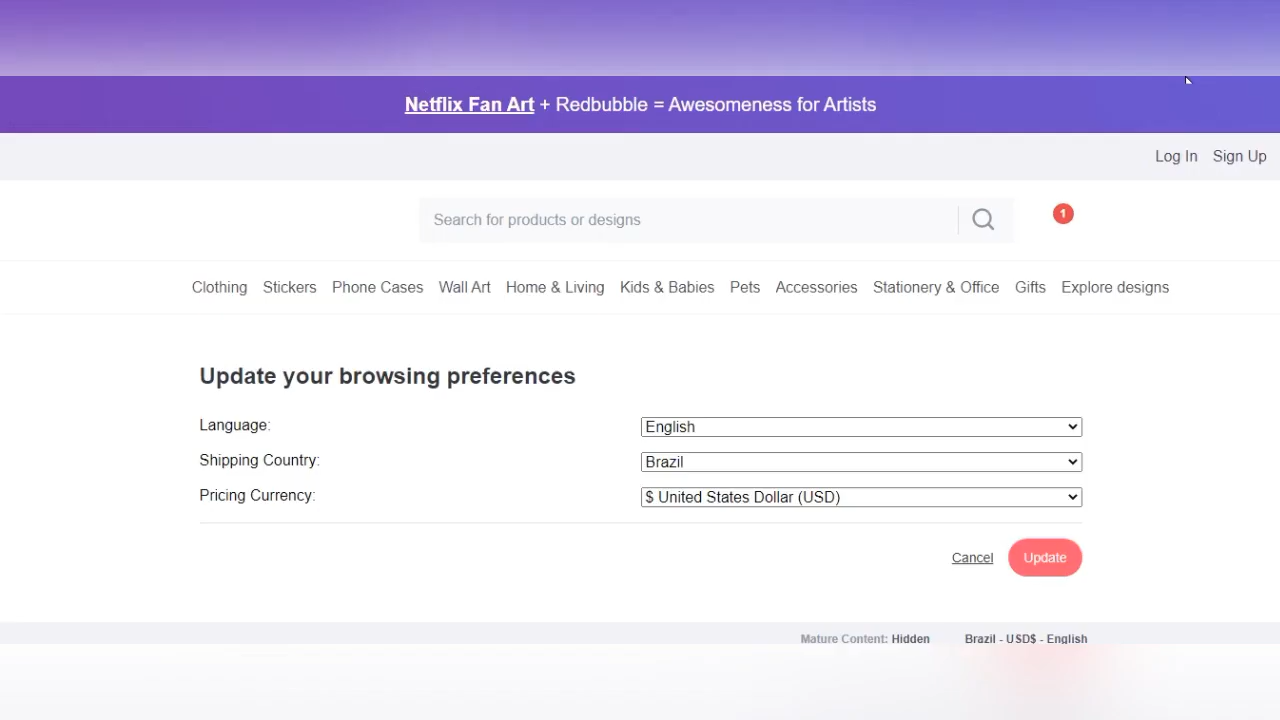 Netflix Fan Art + Redbubble = Awesomeness for Artists
Log In Sign Up
Search for products or designs
1
Clothing Stickers Phone Cases Wall Art Home & Living Kids & Babies Pets Accessories Stationery & Office Gifts Explore designs
Update your browsing preferences
Language: English
Shipping Country: Brazil
Pricing Currency: $ United States Dollar (USD)
Cancel Update
Mature Content: Hidden Brazil - USD$ - English